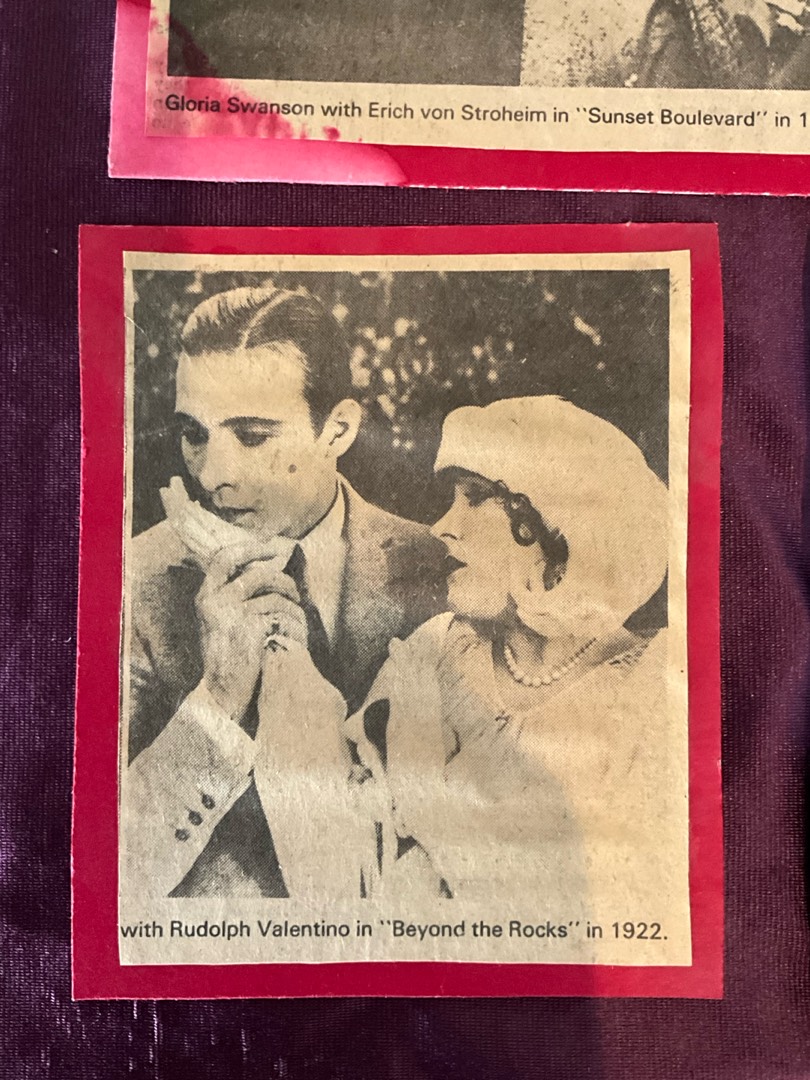 Gloria Swanson with Erich von Stroheim in "Sunset Boulevard" in 1
with Rudolph Valentino in "Beyond the Rocks" in 1922.